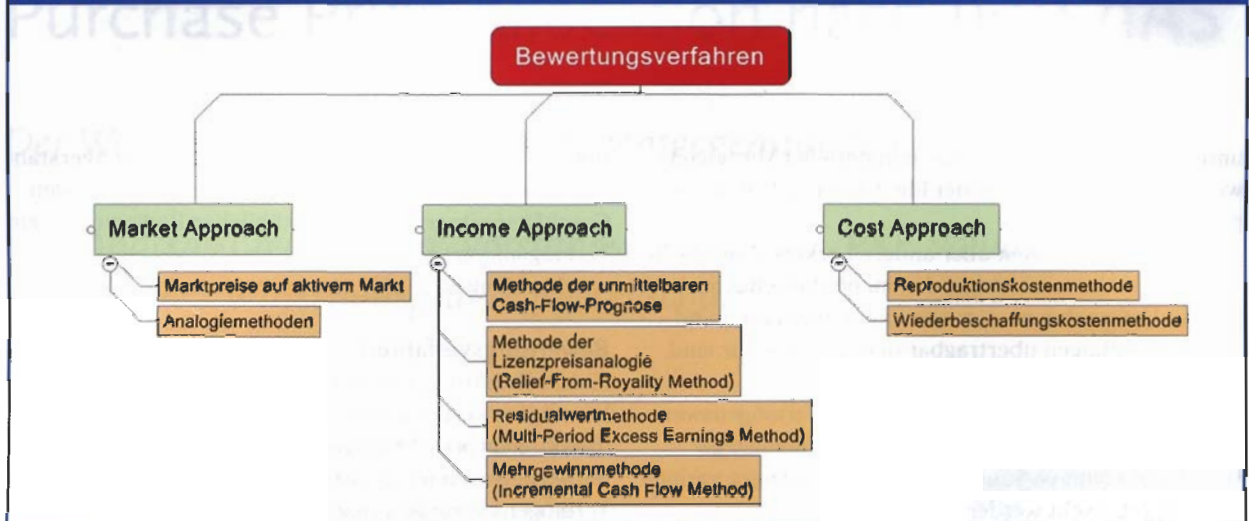 Bewertungsverfahren
Market Approach
Marktpreise auf aktivem Markt
Analogiemethoden
Income Approach
Methode der unmittelbaren
Cash-Flow-Prognose
Methode der
Lizenzpreisanalogie
(Relief-From-Royality Method)
Residualwertmethode
(Multi-Period Excess Earnings Method)
Mehrgewinnmethode
(Incremental Cash Flow Method)
Cost Approach
Reproduktionskostenmethode
Wiederbeschaffungskostenmethode